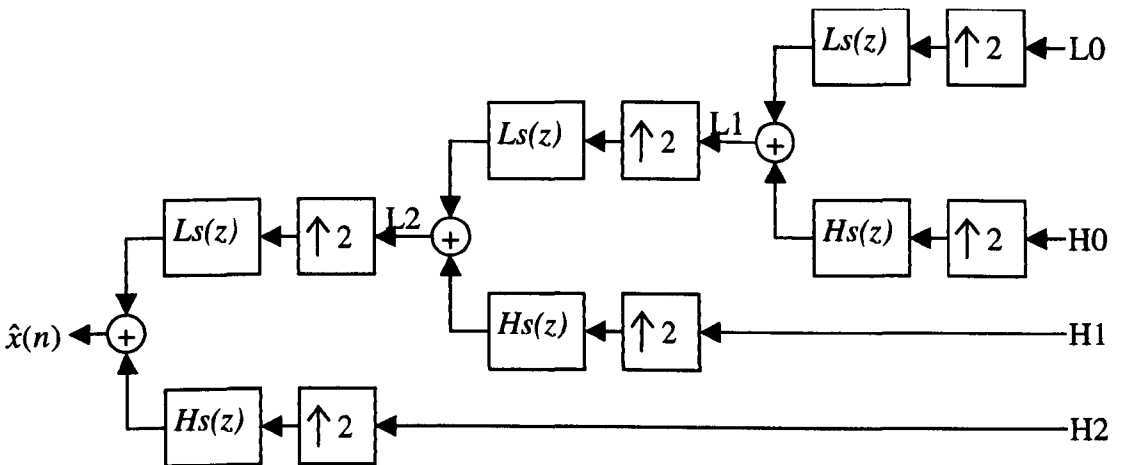 Ls(z) ↑2 L0
Ls(z) ↑2 L1 +
Ls(z) ↑2 L2 + Hs(z) ↑2 H0
x̂(n) + Hs(z) ↑2 H1
Hs(z) ↑2 H2